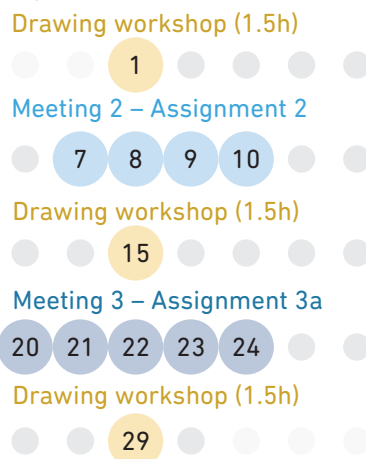 Drawing workshop (1.5h)
1
Meeting 2 – Assignment 2
7 8 9 10
Drawing workshop (1.5h)
15
Meeting 3 – Assignment 3a
20 21 22 23 24
Drawing workshop (1.5h)
29